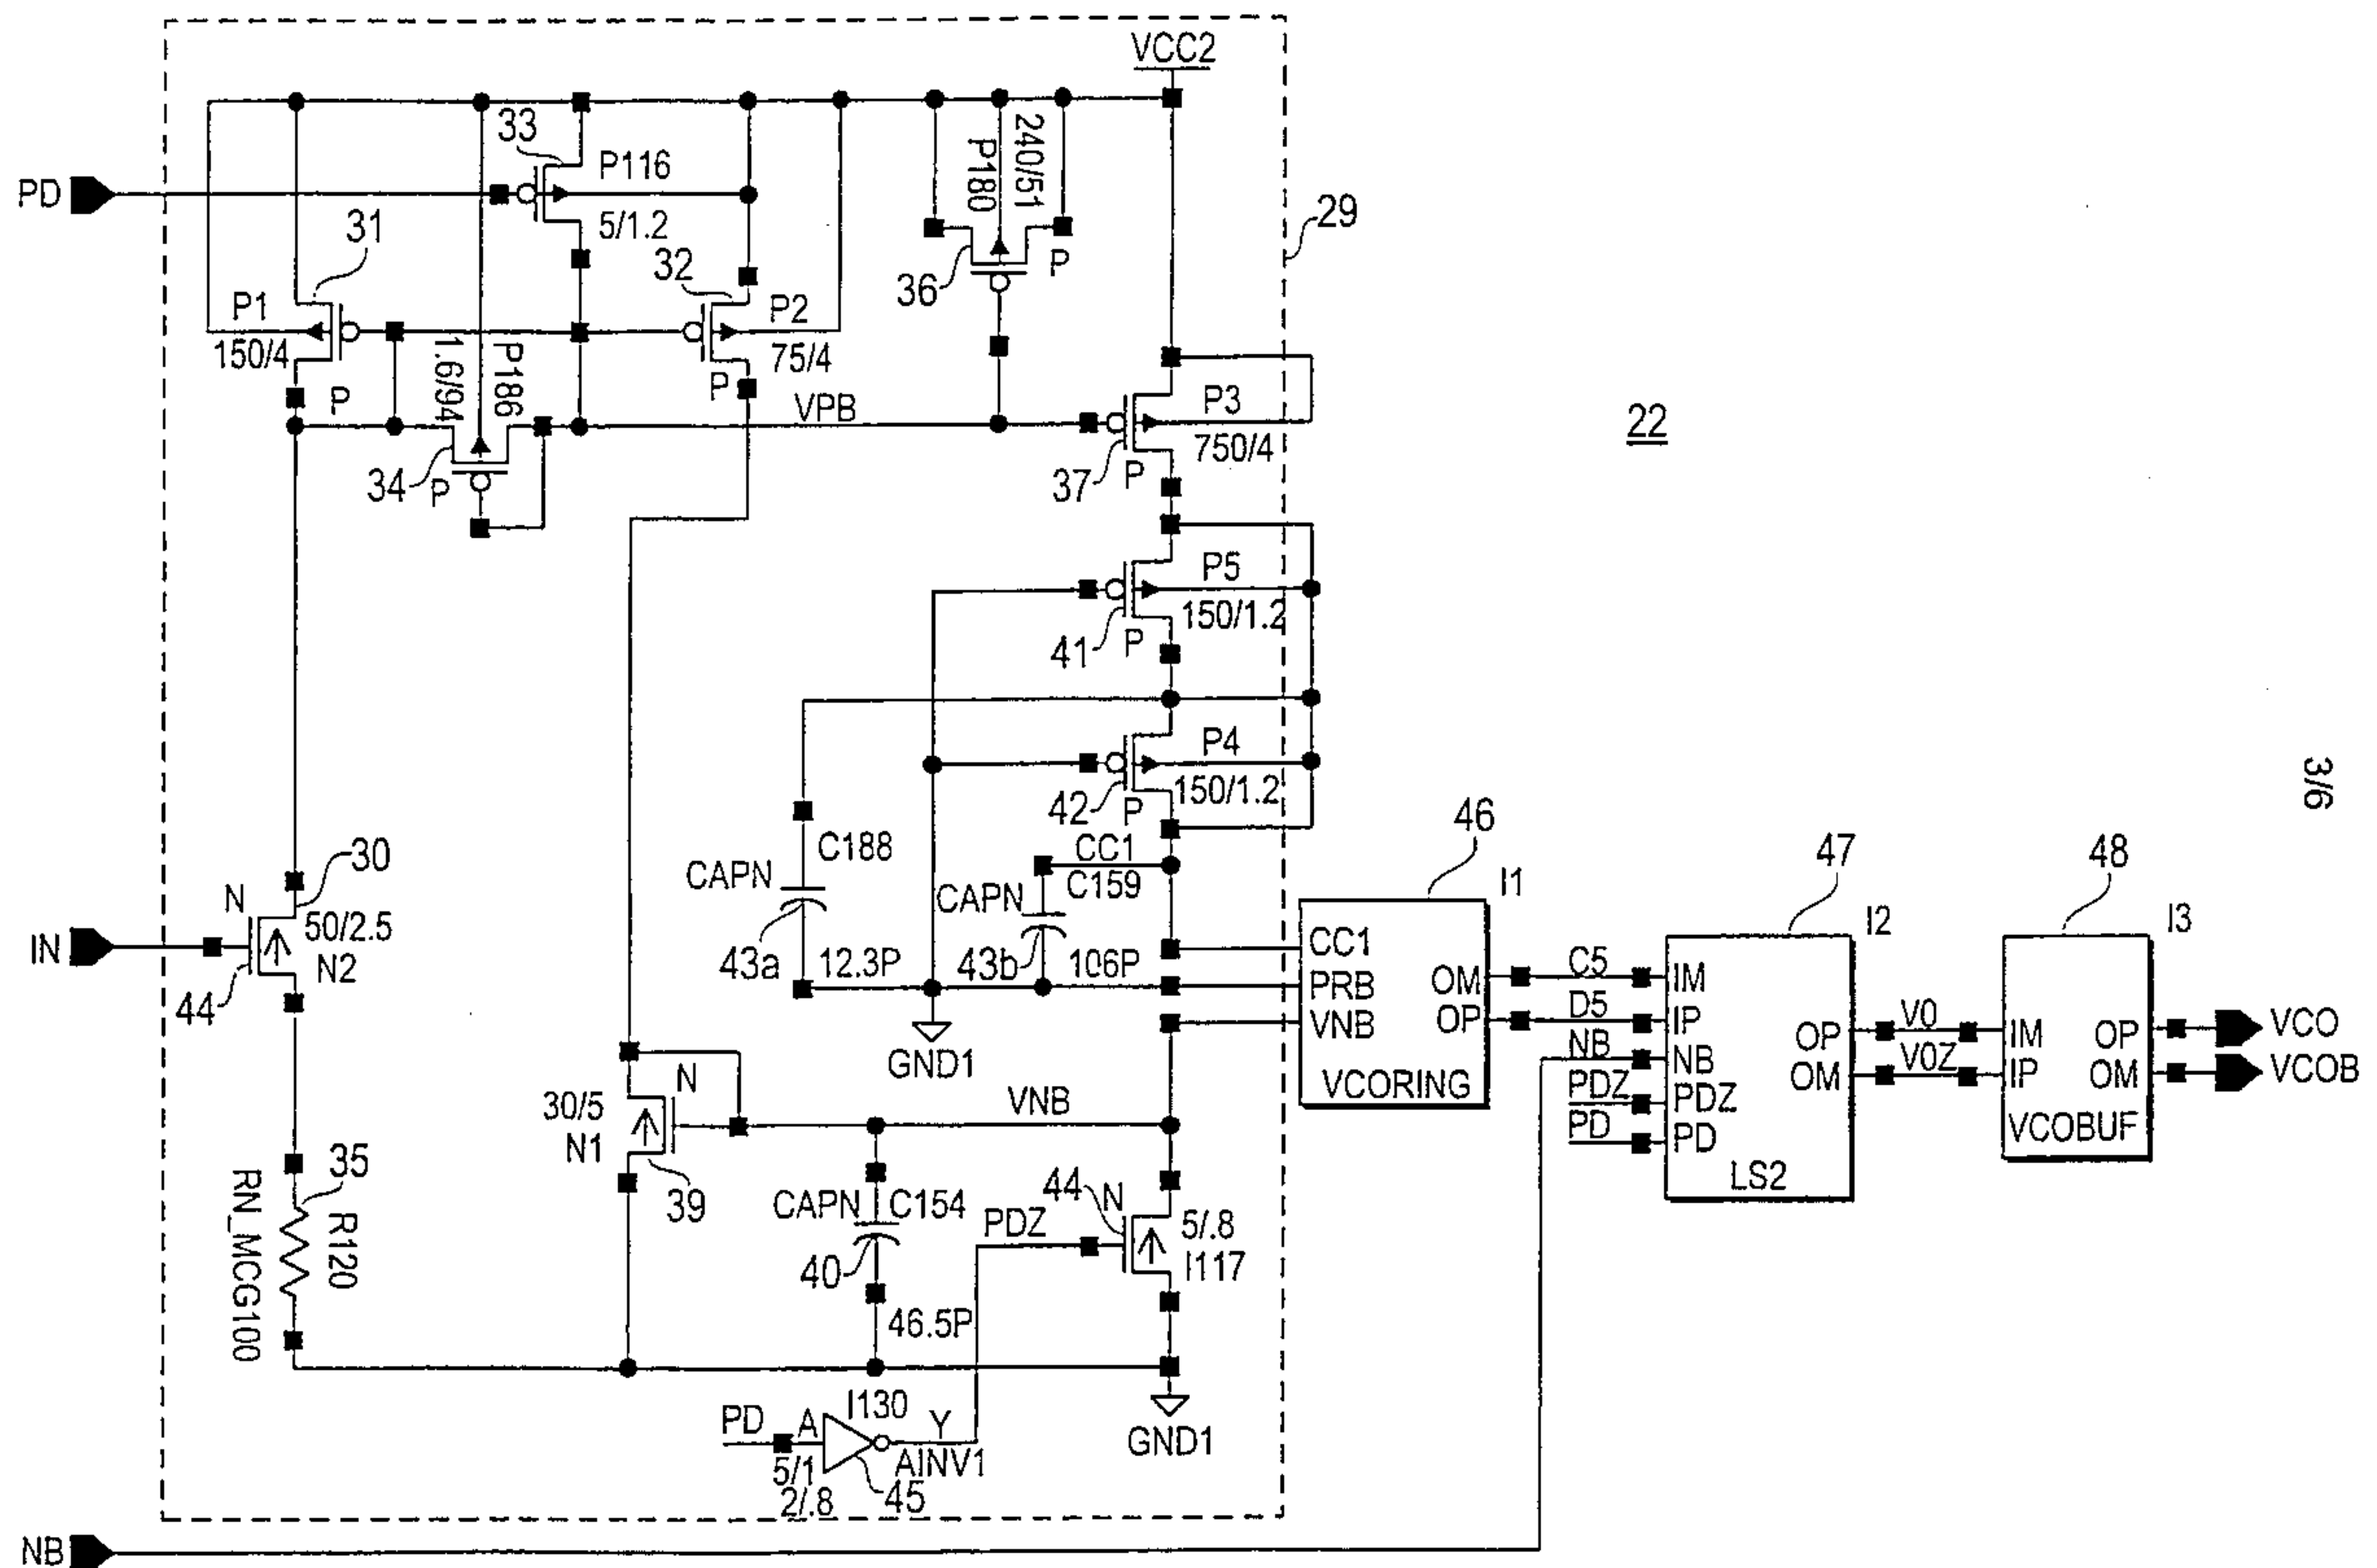 VCC2
33
P116
5/1.2
PD
31
P1
150/4
P
32
P2
75/4
P
240/51
P180
P
36
29
P186
1.6/94
34
P
VPB
P3
750/4
37
P
22
P5
150/1.2
41
P
P4
150/1.2
42
P
3/6
CAPN
C188
43a
12.3P
CC1
C159
CAPN
43b
106P
GND1
30
N
50/2.5
N2
IN
44
46
I1
CC1
PRB
VNB
OM
OP
VCORING
C5
D5
NB
PDZ
PD
47
I2
IM
IP
NB
PDZ
PD
OP
OM
LS2
V0
V0Z
48
I3
IM
IP
OP
OM
VCOBUF
VCO
VCOB
N
30/5
N1
39
VNB
35
R120
RN_MCG100
CAPN
C154
40
46.5P
PDZ
44
N
5/.8
I117
GND1
PD
A
I130
Y
AINV1
5/1
2/.8
45
NB